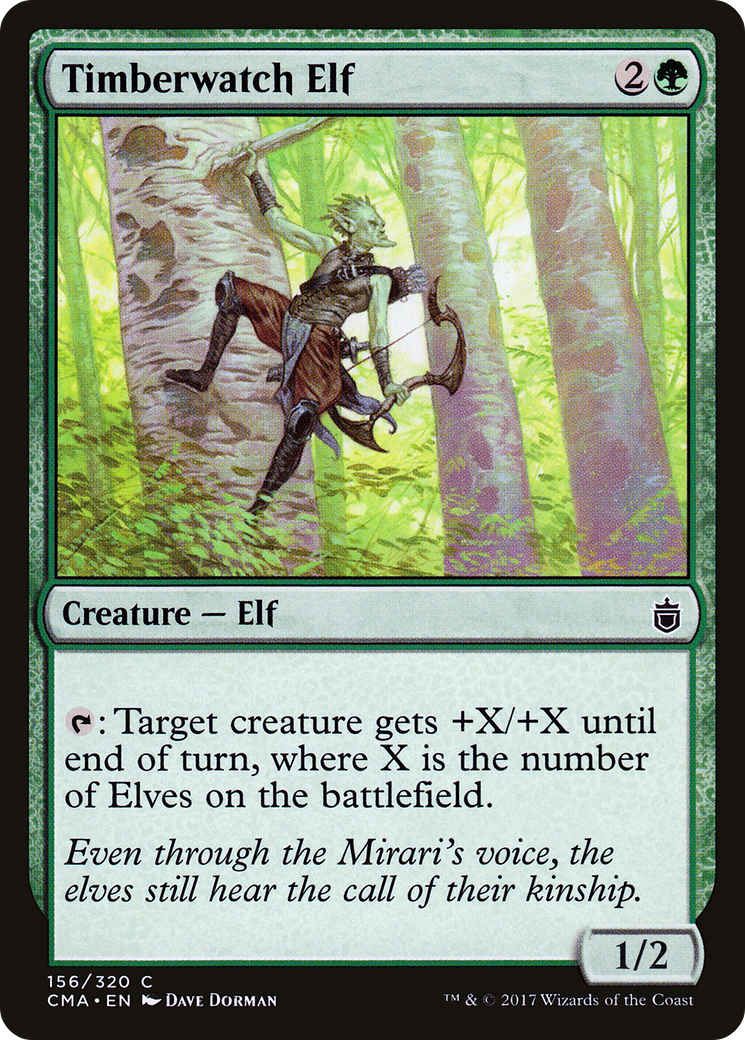 Timberwatch Elf 2
Creature — Elf
: Target creature gets +X/+X until
end of turn, where X is the number
of Elves on the battlefield.
Even through the Mirari's voice, the
elves still hear the call of their kinship.
1/2
156/320 C
CMA • EN Dave Dorman
™ & © 2017 Wizards of the Coast